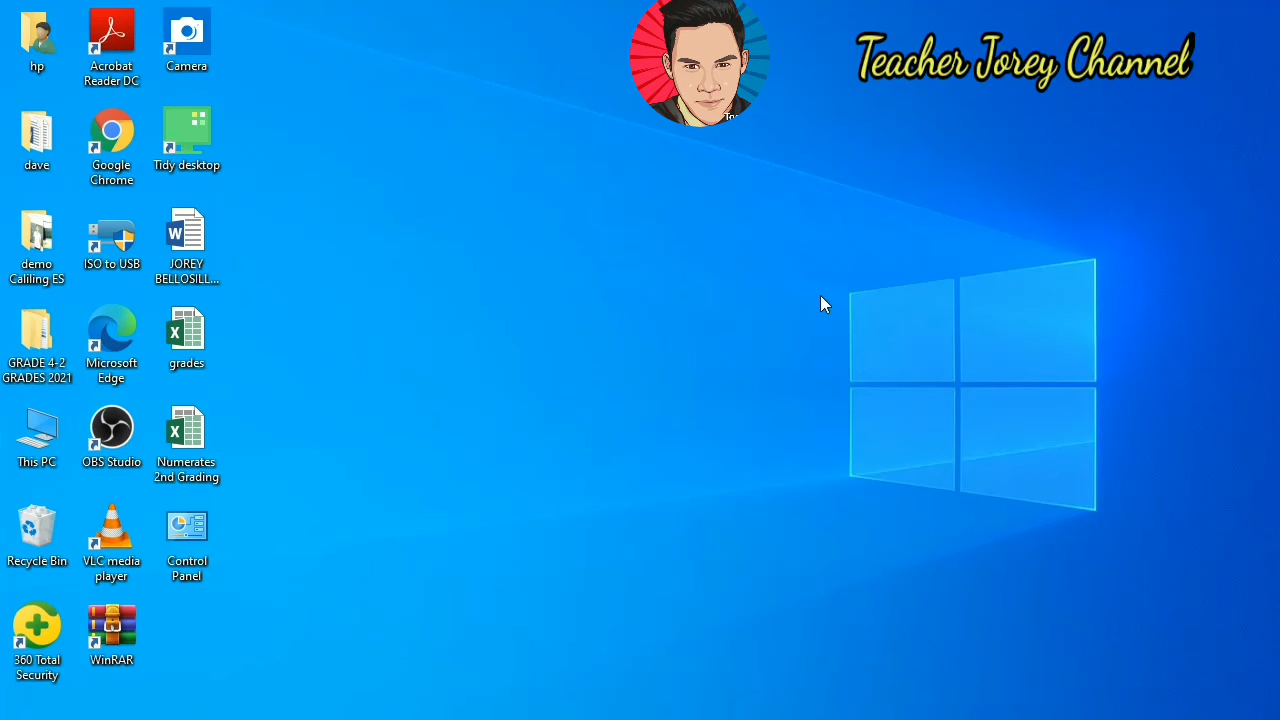 Teacher Jorey Channel
hp
Acrobat
Reader DC
Camera
dave
Google
Chrome
Tidy desktop
demo
Caliling ES
ISO to USB
JOREY
BELLOSILL...
GRADE 4-2
GRADES 2021
Microsoft
Edge
grades
This PC
OBS Studio
Numerates
2nd Grading
Recycle Bin
VLC media
player
Control
Panel
360 Total
Security
WinRAR